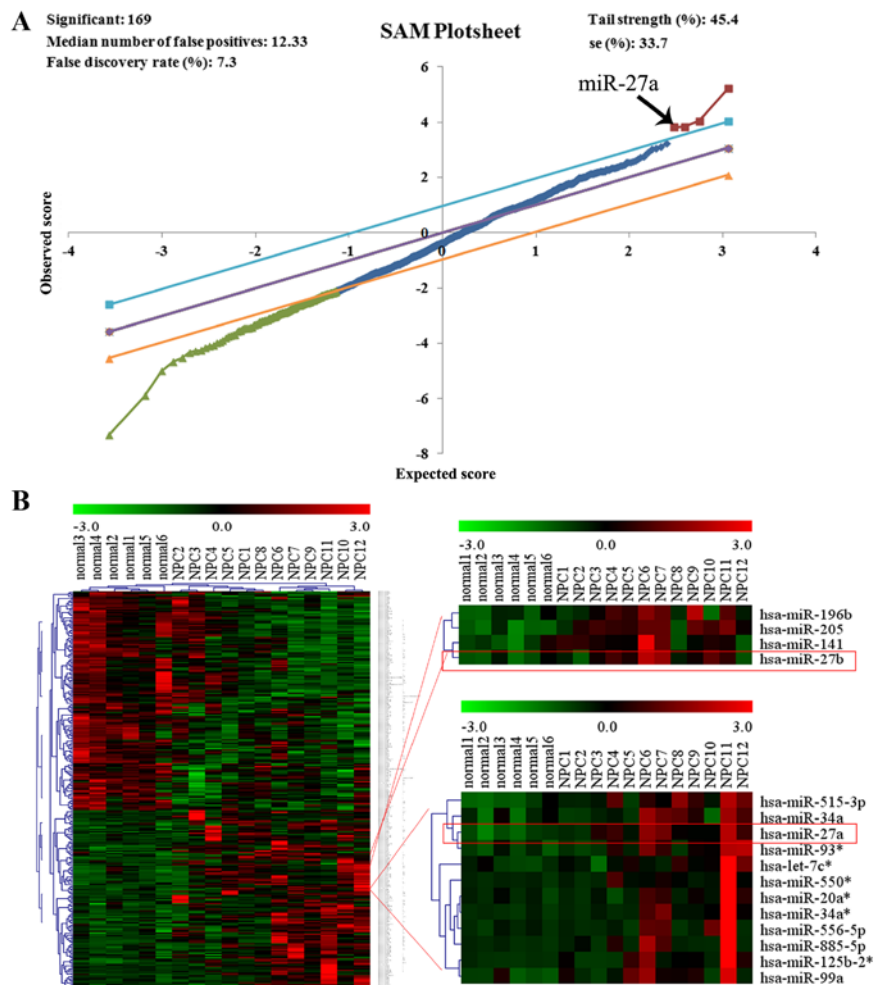 A
Significant: 169
Median number of false positives: 12.33
False discovery rate (%): 7.3
SAM Plotsheet
Tail strength (%): 45.4
se (%): 33.7
miR-27a
6
4
2
0
-2
-4
-6
-8
-4 -3 -2 -1 0 1 2 3 4
Observed score
Expected score
B
-3.0 0.0 3.0
normal3 normal4 normal2 normal1 normal5 normal6 NPC2 NPC3 NPC4 NPC5 NPC1 NPC8 NPC6 NPC7 NPC9 NPC11 NPC10 NPC12
-3.0 0.0 3.0
normal1 normal2 normal3 normal4 normal5 normal6 NPC1 NPC2 NPC3 NPC4 NPC5 NPC6 NPC7 NPC8 NPC9 NPC10 NPC11 NPC12
hsa-miR-196b
hsa-miR-205
hsa-miR-141
hsa-miR-27b
-3.0 0.0 3.0
normal1 normal2 normal3 normal4 normal5 normal6 NPC1 NPC2 NPC3 NPC4 NPC5 NPC6 NPC7 NPC8 NPC9 NPC10 NPC11 NPC12
hsa-miR-515-3p
hsa-miR-34a
hsa-miR-27a
hsa-miR-93*
hsa-let-7c*
hsa-miR-550*
hsa-miR-20a*
hsa-miR-34a*
hsa-miR-556-5p
hsa-miR-885-5p
hsa-miR-125b-2*
hsa-miR-99a